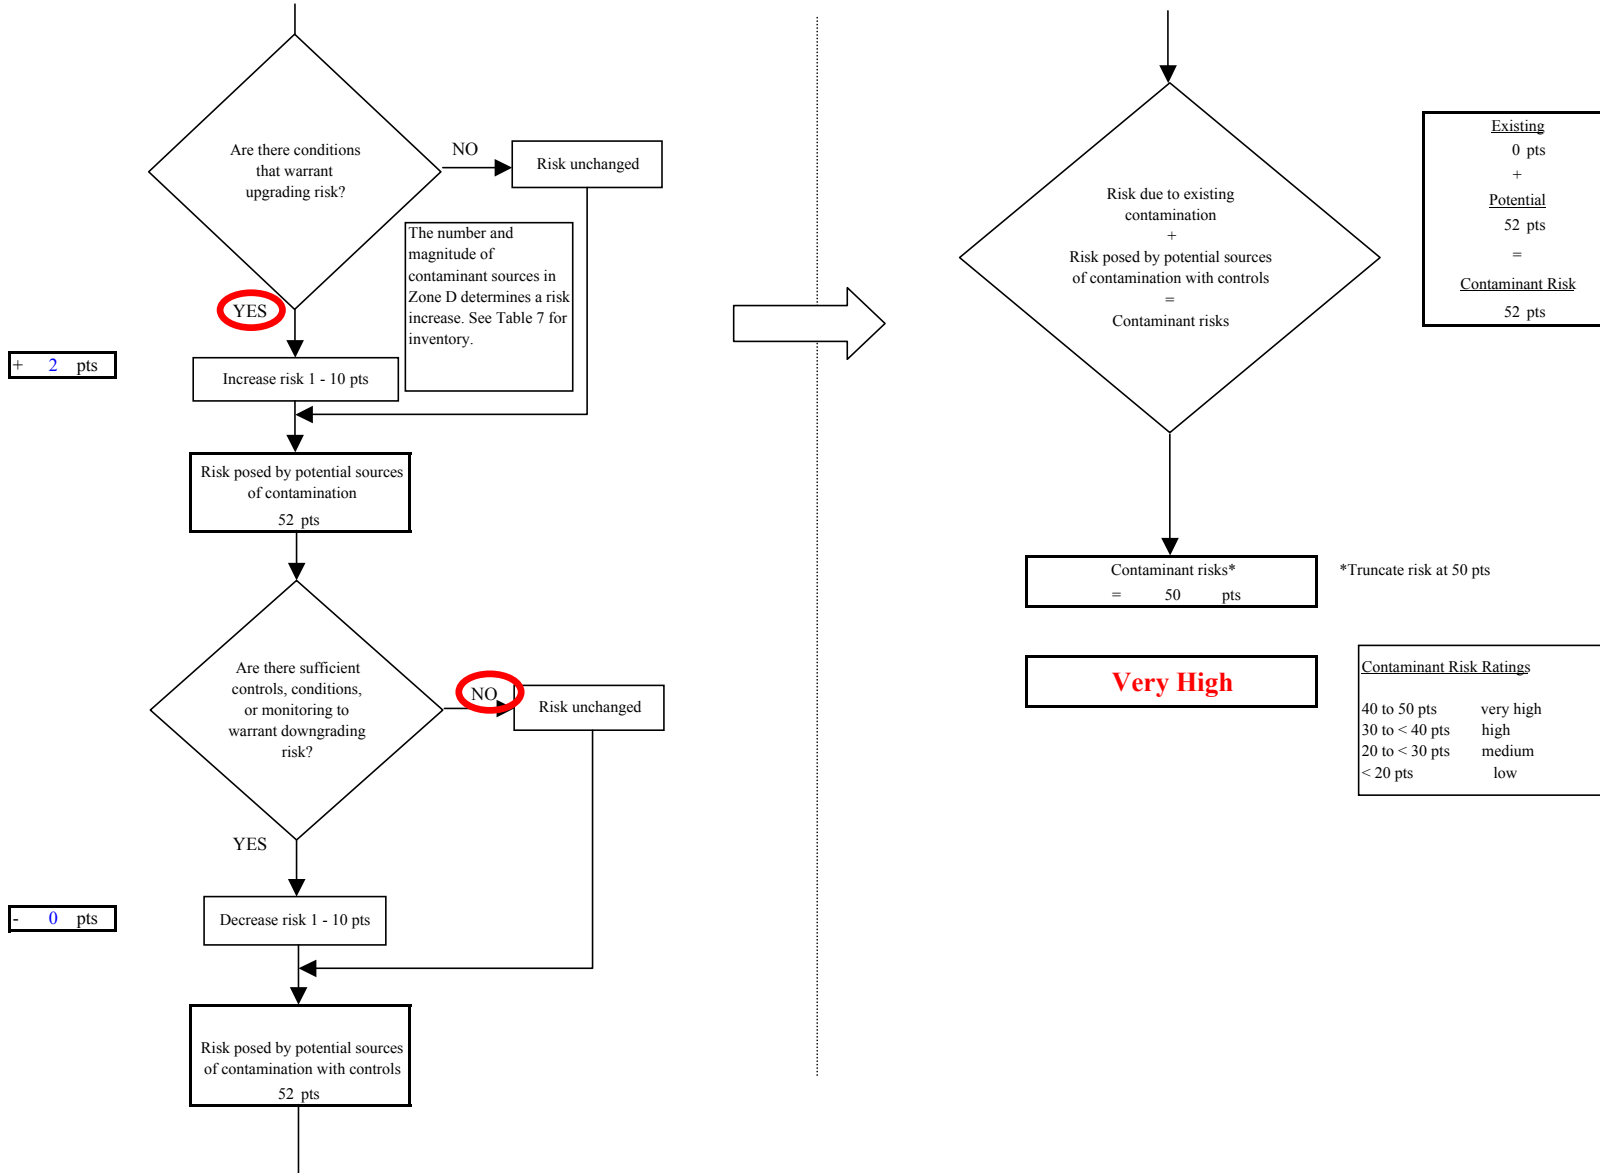 Are there conditions
that warrant
upgrading risk?
NO
Risk unchanged
The number and
magnitude of
contaminant sources in
Zone D determines a risk
increase. See Table 7 for
inventory.
YES
+ 2 pts
Increase risk 1 - 10 pts
Risk posed by potential sources
of contamination
52 pts
Are there sufficient
controls, conditions,
or monitoring to
warrant downgrading
risk?
NO
Risk unchanged
YES
- 0 pts
Decrease risk 1 - 10 pts
Risk posed by potential sources
of contamination with controls
52 pts
Risk due to existing
contamination
+
Risk posed by potential sources
of contamination with controls
=
Contaminant risks
Existing
0 pts
+
Potential
52 pts
=
Contaminant Risk
52 pts
Contaminant risks*
= 50 pts
*Truncate risk at 50 pts
Very High
Contaminant Risk Ratings
40 to 50 pts very high
30 to < 40 pts high
20 to < 30 pts medium
< 20 pts low